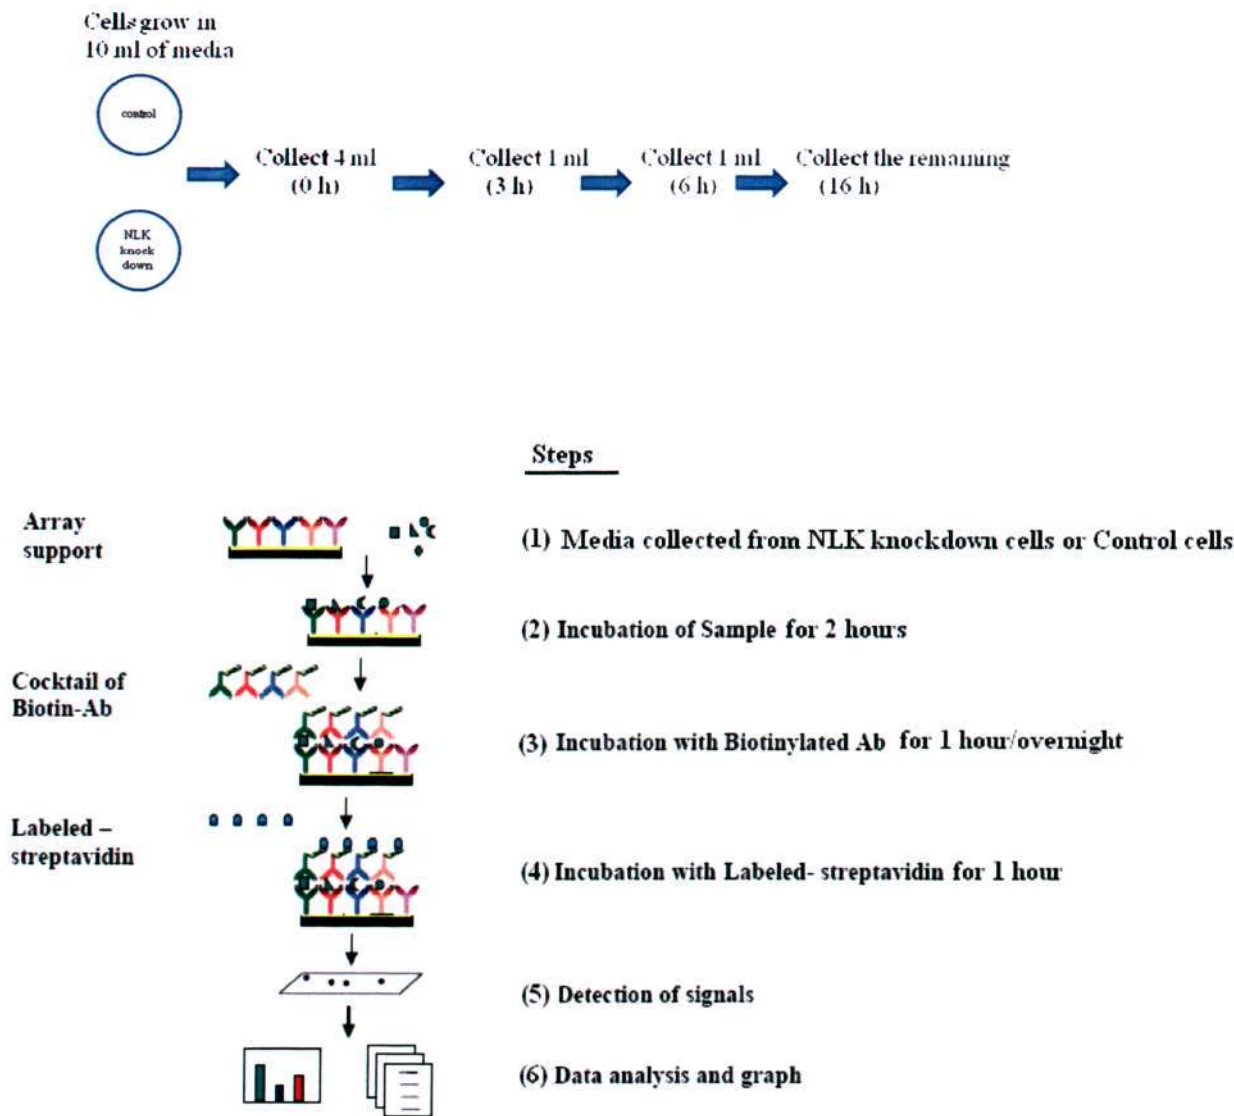 Cells grow in
10 ml of media
control
NLK
knock
down
Collect 4 ml
(0 h)
Collect 1 ml
(3 h)
Collect 1 ml
(6 h)
Collect the remaining
(16 h)
Steps
Array
support
(1) Media collected from NLK knockdown cells or Control cells
(2) Incubation of Sample for 2 hours
Cocktail of
Biotin-Ab
(3) Incubation with Biotinylated Ab for 1 hour/overnight
Labeled –
streptavidin
(4) Incubation with Labeled- streptavidin for 1 hour
(5) Detection of signals
(6) Data analysis and graph